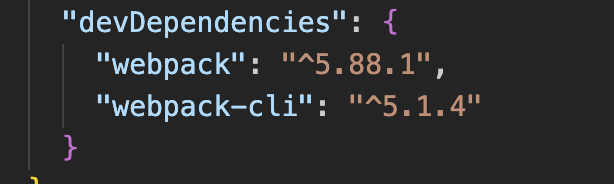 "devDependencies": {
"webpack": "^5.88.1",
"webpack-cli": "^5.1.4"
}
}